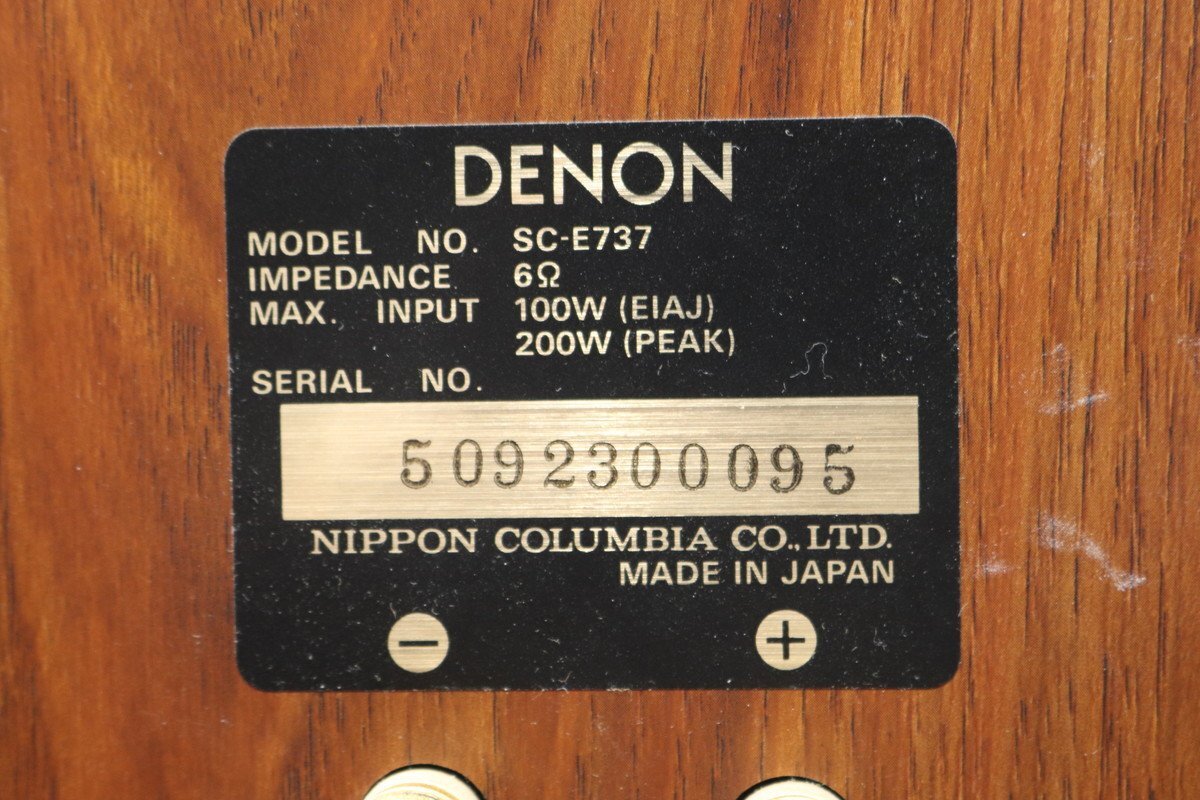 DENON
MODEL NO. SC-E737
IMPEDANCE 6Ω
MAX. INPUT 100W (EIAJ)
200W (PEAK)
SERIAL NO.
5092300095
NIPPON COLUMBIA CO., LTD.
MADE IN JAPAN
− +